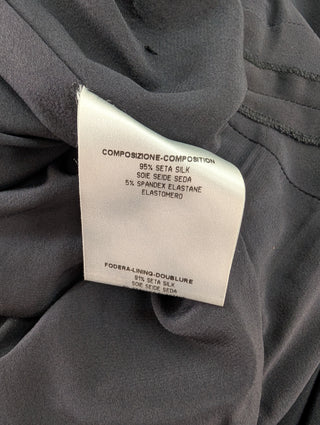 COMPOSIZIONE-COMPOSITION
95% SETA SILK
SOIE SEIDE SEDA
5% SPANDEX ELASTANE
ELASTOMERO
FODERA-LINING-DOUBLURE
91% SETA SILK
SOIE SEIDE SEDA